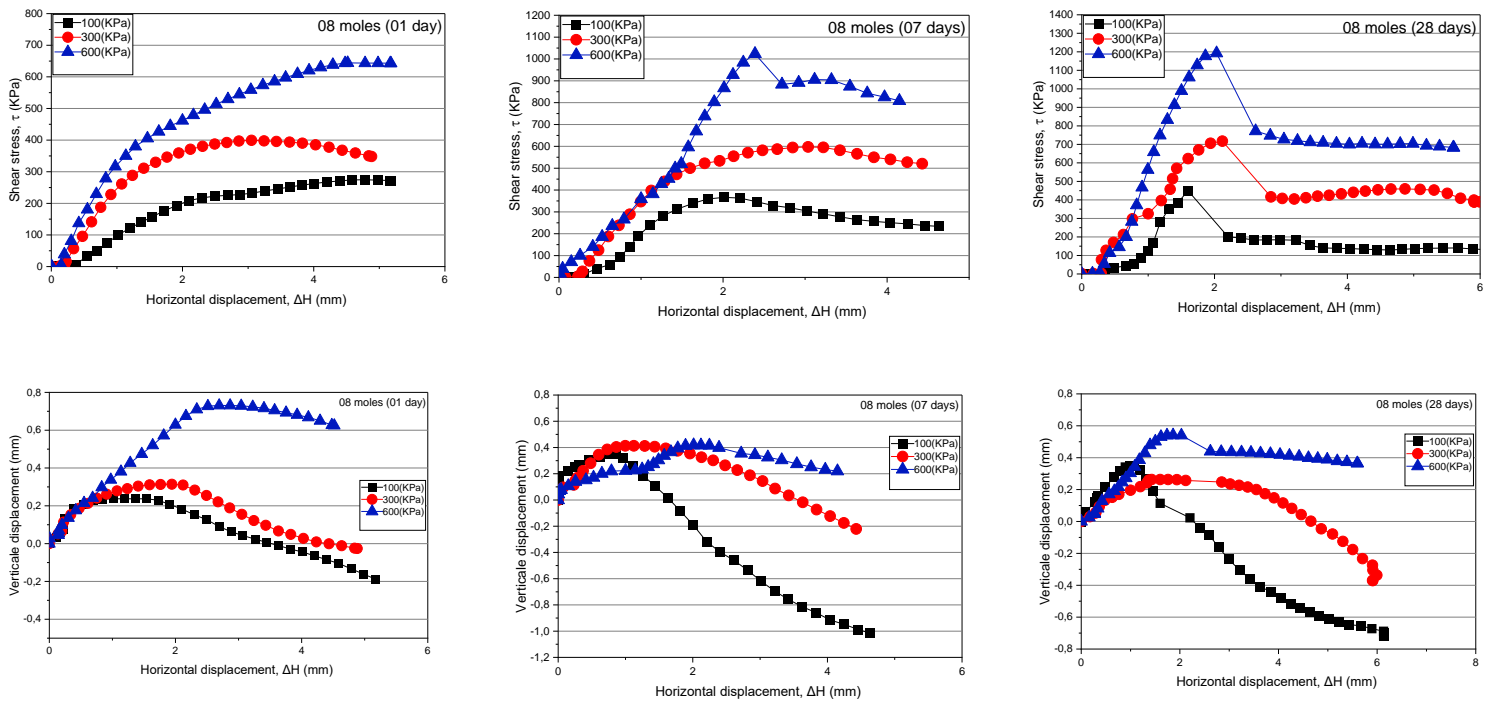 08 moles (01 day)
100(KPa)
300(KPa)
600(KPa)
800
700
600
500
400
300
200
100
0
Shear stress, τ (KPa)
0
2
4
6
Horizontal displacement, ΔH (mm)
08 moles (07 days)
100(KPa)
300(KPa)
600(KPa)
1200
1100
1000
900
800
700
600
500
400
300
200
100
0
Shear stress, τ (KPa)
0
2
4
Horizontal displacement, ΔH (mm)
08 moles (28 days)
100(KPa)
300(KPa)
600(KPa)
1400
1300
1200
1100
1000
900
800
700
600
500
400
300
200
100
0
Shear stress, τ (KPa)
0
2
4
6
Horizontal displacement, ΔH (mm)
08 moles (01 day)
100(KPa)
300(KPa)
600(KPa)
0,8
0,6
0,4
0,2
0,0
-0,2
-0,4
Verticale displacement (mm)
0
2
4
6
Horizontal displacement, ΔH (mm)
08 moles (07 days)
100(KPa)
300(KPa)
600(KPa)
0,8
0,6
0,4
0,2
0,0
-0,2
-0,4
-0,6
-0,8
-1,0
-1,2
Verticale displacement (mm)
0
2
4
6
Horizontal displacement, ΔH (mm)
08 moles (28 days)
100(KPa)
300(KPa)
600(KPa)
0,8
0,6
0,4
0,2
0,0
-0,2
-0,4
-0,6
-0,8
Verticale displacement (mm)
0
2
4
6
8
Horizontal displacement, ΔH (mm)